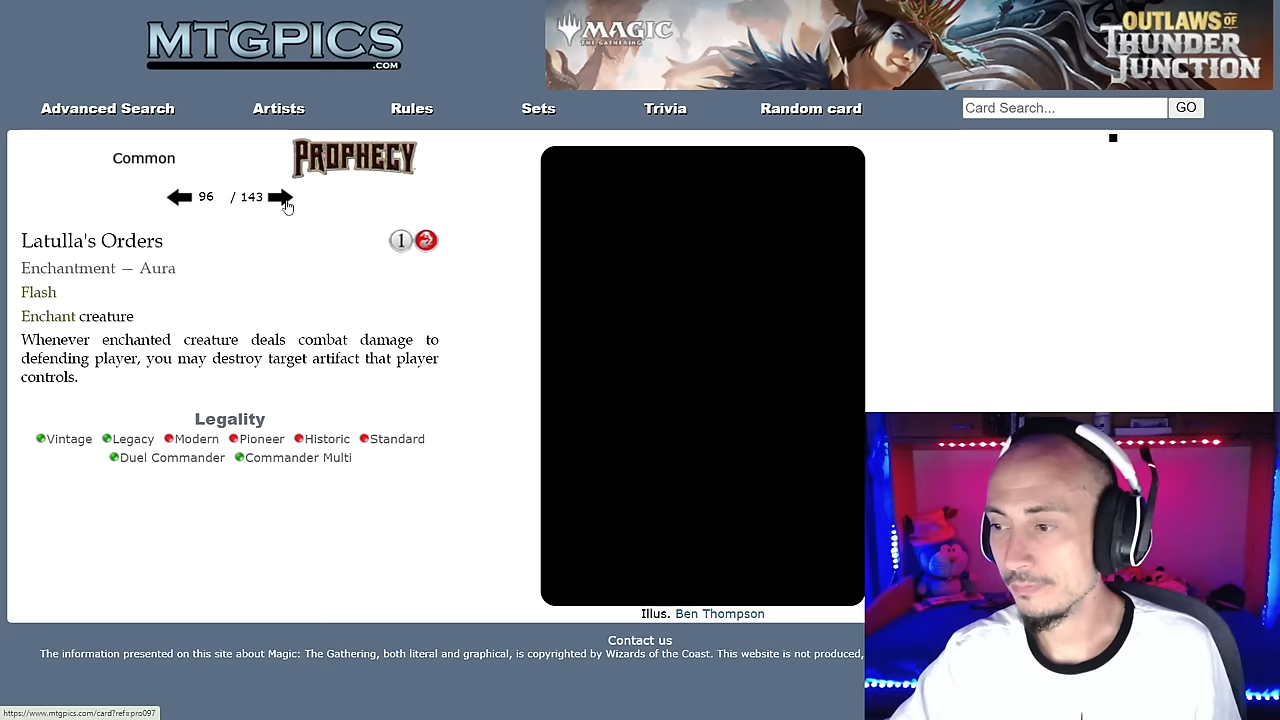 MTGPICS
.COM
MAGIC
THE GATHERING
OUTLAWS OF
THUNDER
JUNCTION
Advanced Search
Artists
Rules
Sets
Trivia
Random card
Card Search...
GO
Common
PROPHECY
96 / 143
Latulla's Orders
1
Enchantment — Aura
Flash
Enchant creature
Whenever enchanted creature deals combat damage to
defending player, you may destroy target artifact that player
controls.
Legality
Vintage Legacy Modern Pioneer Historic Standard
Duel Commander Commander Multi
Illus. Ben Thompson
Contact us
The information presented on this site about Magic: The Gathering, both literal and graphical, is copyrighted by Wizards of the Coast. This website is not produced,
https://www.mtgpics.com/card?ref=pro097